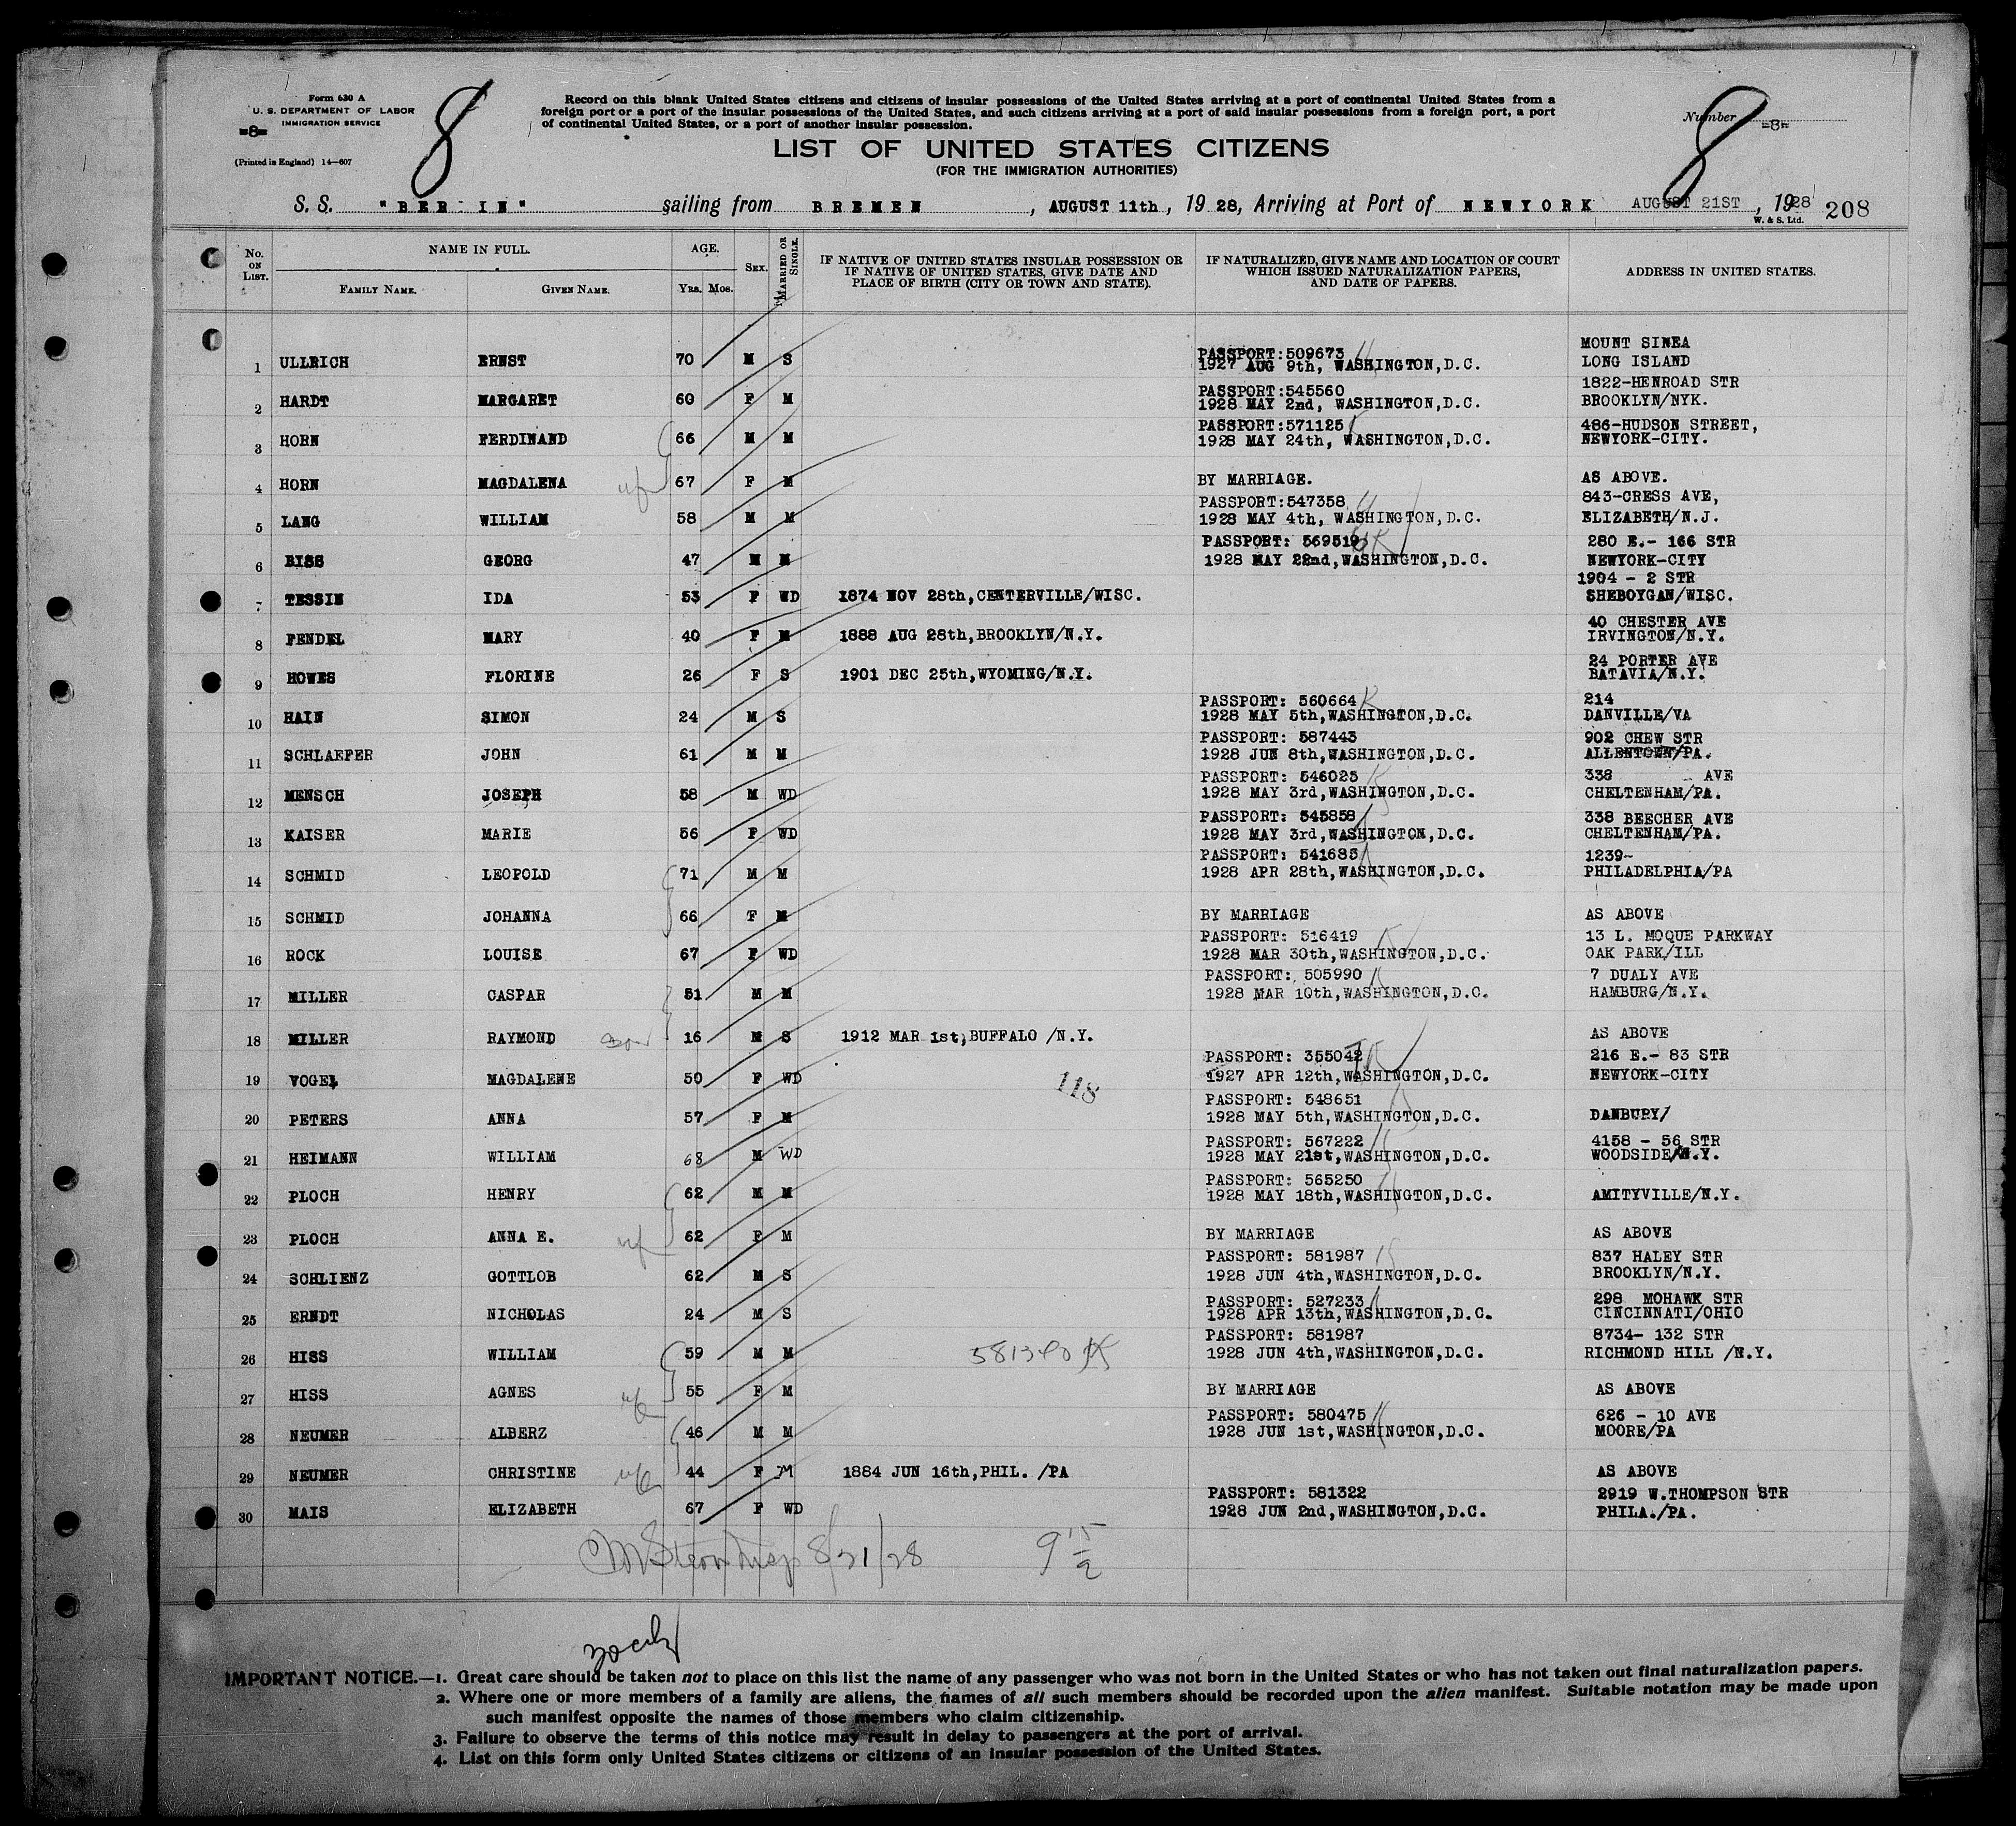 Form 630 A
U. S. DEPARTMENT OF LABOR
IMMIGRATION SERVICE
=8=
(Printed in England) 14—607
8
Record on this blank United States citizens and citizens of insular possessions of the United States arriving at a port of continental United States from a
foreign port or a port of the insular possessions of the United States, and such citizens arriving at a port of said insular possessions from a foreign port, a port
of continental United States, or a port of another insular possession.
Number =8=
8
LIST OF UNITED STATES CITIZENS
(FOR THE IMMIGRATION AUTHORITIES)
S. S. "BER IN" sailing from BREMEN, AUGUST 11th, 1928, Arriving at Port of NEWYORK AUGUST 21ST, 1928 208
W. & S. Ltd.
No. ON LIST. NAME IN FULL. AGE. SEX. MARRIED OR SINGLE. IF NATIVE OF UNITED STATES INSULAR POSSESSION OR IF NATIVE OF UNITED STATES, GIVE DATE AND PLACE OF BIRTH (CITY OR TOWN AND STATE). IF NATURALIZED, GIVE NAME AND LOCATION OF COURT WHICH ISSUED NATURALIZATION PAPERS, AND DATE OF PAPERS. ADDRESS IN UNITED STATES.
FAMILY NAME. GIVEN NAME. YRS. MOS.
PASSPORT:509673 MOUNT SINEA
1 ULLRICH ERNST 70 M S 1927 AUG 9th, WASHINGTON,D.C. LONG ISLAND
PASSPORT:545560 1822-HENROAD STR
2 HARDT MARGARET 60 F M 1928 MAY 2nd, WASHINGTON,D.C. BROOKLYN/NYK.
PASSPORT:571125 486-HUDSON STREET,
3 HORN FERDINAND 66 M M 1928 MAY 24th, WASHINGTON,D.C. NEWYORK-CITY.
4 HORN MAGDALENA wf 67 F M BY MARRIAGE. AS ABOVE.
PASSPORT:547358 843-CRESS AVE,
5 LANG WILLIAM 58 M M 1928 MAY 4th, WASHINGTON,D.C. ELIZABETH/N.J.
PASSPORT: 569519 280 E.- 166 STR
6 BISS GEORG 47 M M 1928 MAY 22nd,WASHINGTON,D.C. NEWYORK-CITY
1904 - 2 STR
7 TESSIN IDA 53 F WD 1874 NOV 28th,CENTERVILLE/WISC. SHEBOYGAN/WISC.
40 CHESTER AVE
8 FENDEL MARY 40 F M 1888 AUG 28th,BROOKLYN/N.Y. IRVINGTON/N.Y.
24 PORTER AVE
9 HOWES FLORINE 26 F S 1901 DEC 25th,WYOMING/N.Y. BATAVIA/N.Y.
PASSPORT: 560664 214
10 HAIN SIMON 24 M S 1928 MAY 5th,WASHINGTON,D.C. DANVILLE/VA
PASSPORT: 587443 902 CHEW STR
11 SCHLAEFER JOHN 61 M M 1928 JUN 8th,WASHINGTON,D.C. ALLENTOWN/PA.
PASSPORT: 546025 338 AVE
12 MENSCH JOSEPH 58 M WD 1928 MAY 3rd,WASHINGTON,D.C. CHELTENHAM/PA.
PASSPORT: 545858 338 BEECHER AVE
13 KAISER MARIE 56 F WD 1928 MAY 3rd,WASHINGTON,D.C. CHELTENHAM/PA.
PASSPORT: 541685 1239-
14 SCHMID LEOPOLD 71 M M 1928 APR 28th,WASHINGTON,D.C. PHILADELPHIA/PA
15 SCHMID JOHANNA 66 F M BY MARRIAGE AS ABOVE
PASSPORT: 516419 13 L. MOQUE PARKWAY
16 ROCK LOUISE 67 F WD 1928 MAR 30th,WASHINGTON,D.C. OAK PARK/ILL
PASSPORT: 505990 7 DUALY AVE
17 MILLER CASPAR 51 M M 1928 MAR 10th,WASHINGTON,D.C. HAMBURG/N.Y.
18 MILLER RAYMOND son 16 M S 1912 MAR 1st,BUFFALO /N.Y. AS ABOVE
PASSPORT: 355042 216 E.- 83 STR
19 VOGEL MAGDALENE 50 F WD 118 1927 APR 12th,WASHINGTON,D.C. NEWYORK-CITY
PASSPORT: 548651
20 PETERS ANNA 57 F M 1928 MAY 5th,WASHINGTON,D.C. DANBURY/
PASSPORT: 567222 4158 - 56 STR
21 HEIMANN WILLIAM 68 M WD 1928 MAY 21st,WASHINGTON,D.C. WOODSIDE/N.Y.
PASSPORT: 565250
22 PLOCH HENRY 62 M M 1928 MAY 18th,WASHINGTON,D.C. AMITYVILLE/N.Y.
23 PLOCH ANNA E. wf 62 F M BY MARRIAGE AS ABOVE
PASSPORT: 581987 837 HALEY STR
24 SCHLIENZ GOTTLOB 62 M S 1928 JUN 4th,WASHINGTON,D.C. BROOKLYN/N.Y.
PASSPORT: 527233 298 MOHAWK STR
25 ERNDT NICHOLAS 24 M S 1928 APR 13th,WASHINGTON,D.C. CINCINNATI/OHIO
PASSPORT: 581987 8734- 132 STR
26 HISS WILLIAM 59 M M 1928 JUN 4th,WASHINGTON,D.C. RICHMOND HILL /N.Y.
27 HISS AGNES wf 55 F M BY MARRIAGE AS ABOVE
PASSPORT: 580475 626 - 10 AVE
28 NEUMER ALBERZ 46 M M 1928 JUN 1st,WASHINGTON,D.C. MOORE/PA
29 NEUMER CHRISTINE wf 44 F M 1884 JUN 16th,PHIL. /PA AS ABOVE
PASSPORT: 581322 2919 W.THOMPSON STR
30 MAIS ELIZABETH 67 F WD 1928 JUN 2nd,WASHINGTON,D.C. PHILA./PA.
8/21/28
IMPORTANT NOTICE.—1. Great care should be taken not to place on this list the name of any passenger who was not born in the United States or who has not taken out final naturalization papers.
2. Where one or more members of a family are aliens, the names of all such members should be recorded upon the alien manifest. Suitable notation may be made upon
such manifest opposite the names of those members who claim citizenship.
3. Failure to observe the terms of this notice may result in delay to passengers at the port of arrival.
4. List on this form only United States citizens or citizens of an insular possession of the United States.